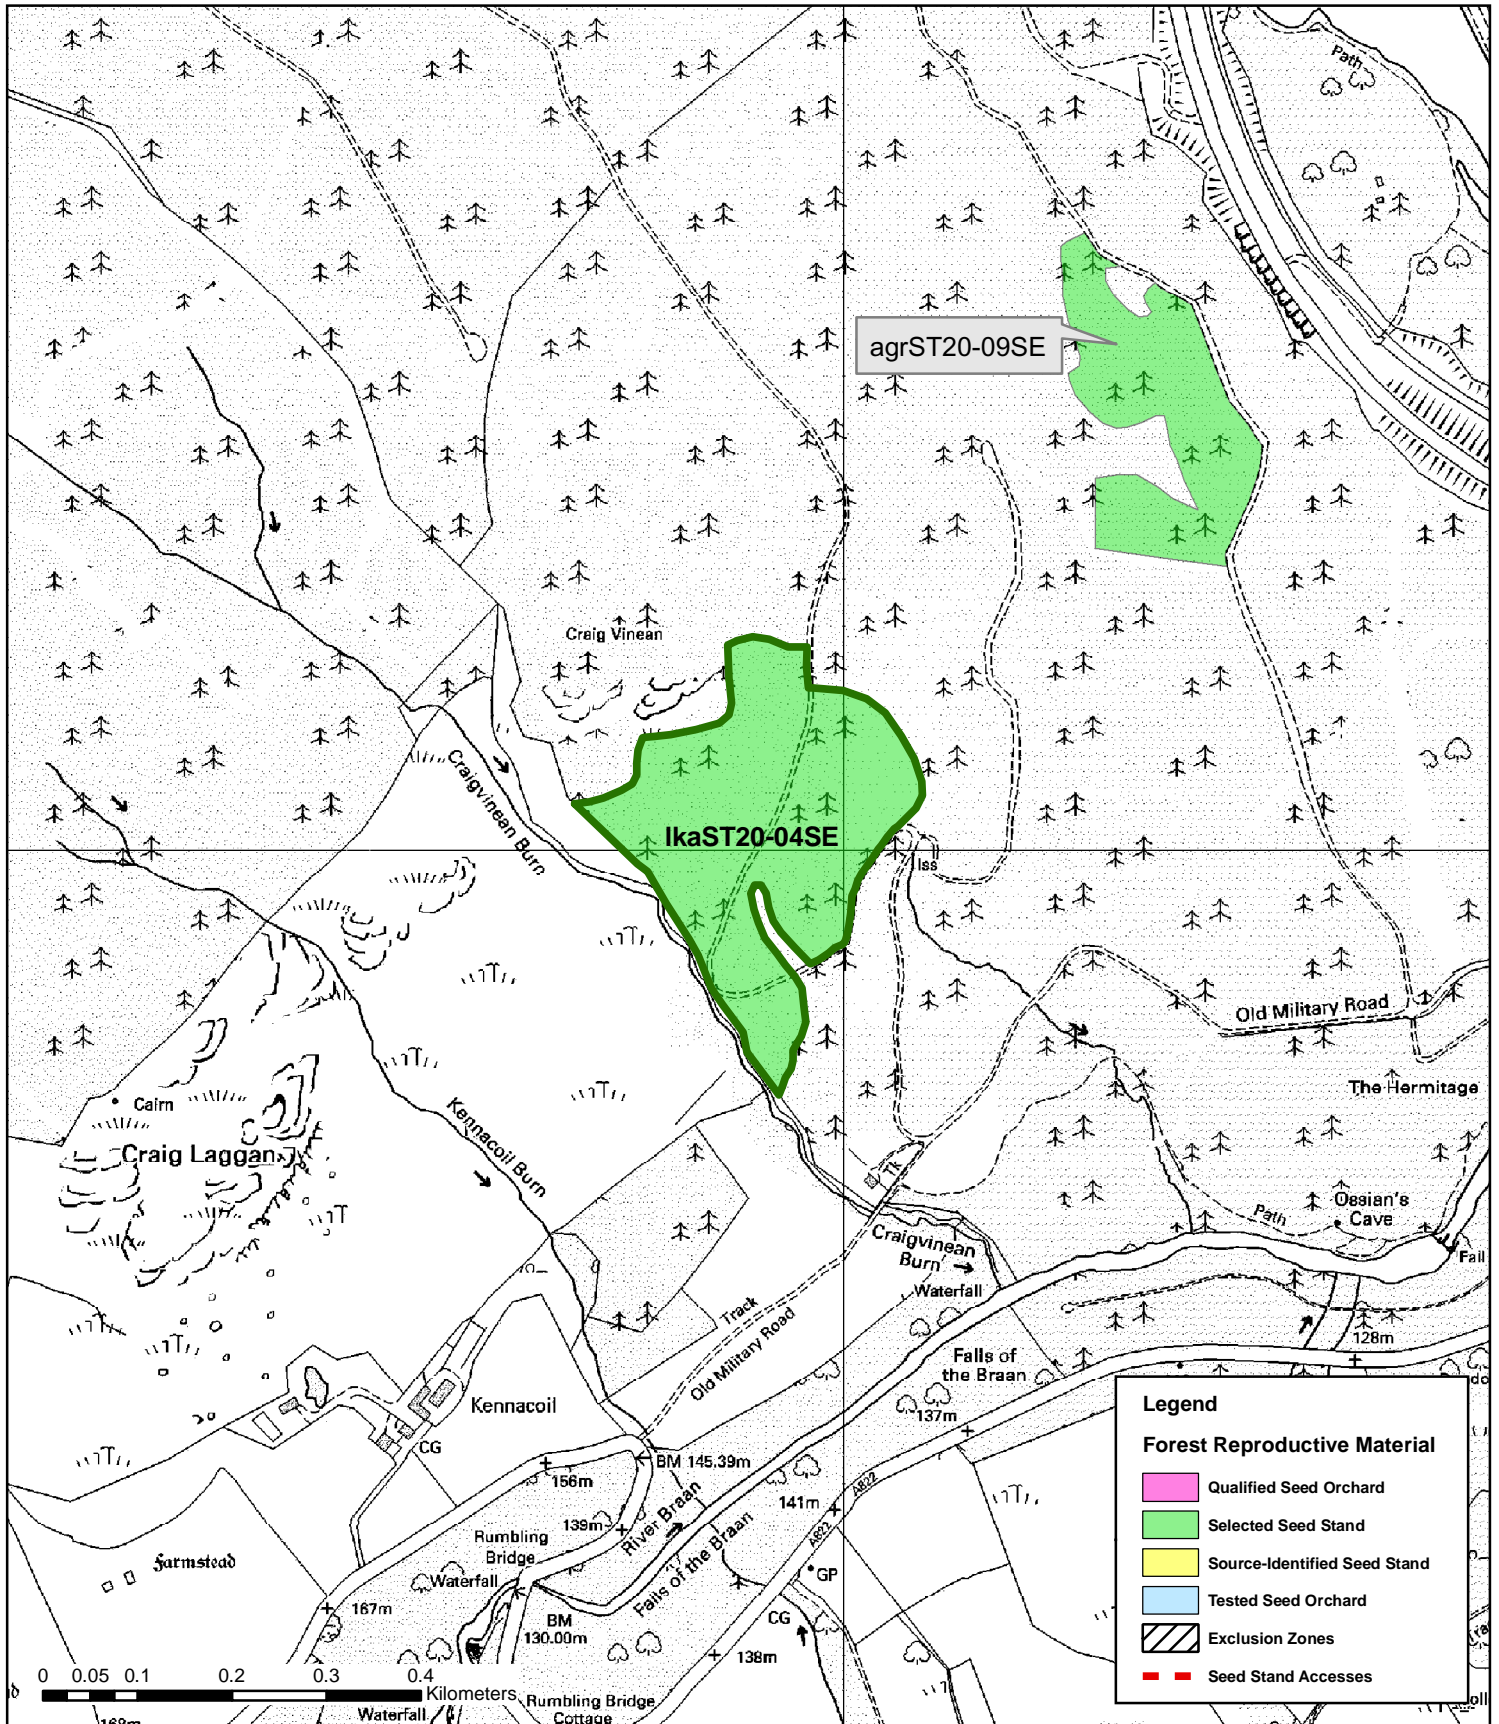 Path
agrST20-09SE
Craig Vinean
Craigvinean Burn
lkaST20-04SE
Iss
Old Military Road
The Hermitage
Cairn
Craig Laggan
Kennacoil Burn
Tk
Ossian's
Cave
Path
Fall
Craigvinean
Burn
Waterfall
Track
Old Military Road
128m
Falls of
the Braan
Kennacoil
137m
CG
BM 145.39m
156m
A822
141m
139m
River Braan
Rumbling
Bridge
Falls of the Braan
A822
Farmstead
Waterfall
GP
167m
BM
130.00m
CG
138m
Legend
Forest Reproductive Material
Qualified Seed Orchard
Selected Seed Stand
Source-Identified Seed Stand
Tested Seed Orchard
Exclusion Zones
Seed Stand Accesses
0 0.05 0.1 0.2 0.3 0.4
Kilometers
Rumbling Bridge
Cottage
Waterfall
168m